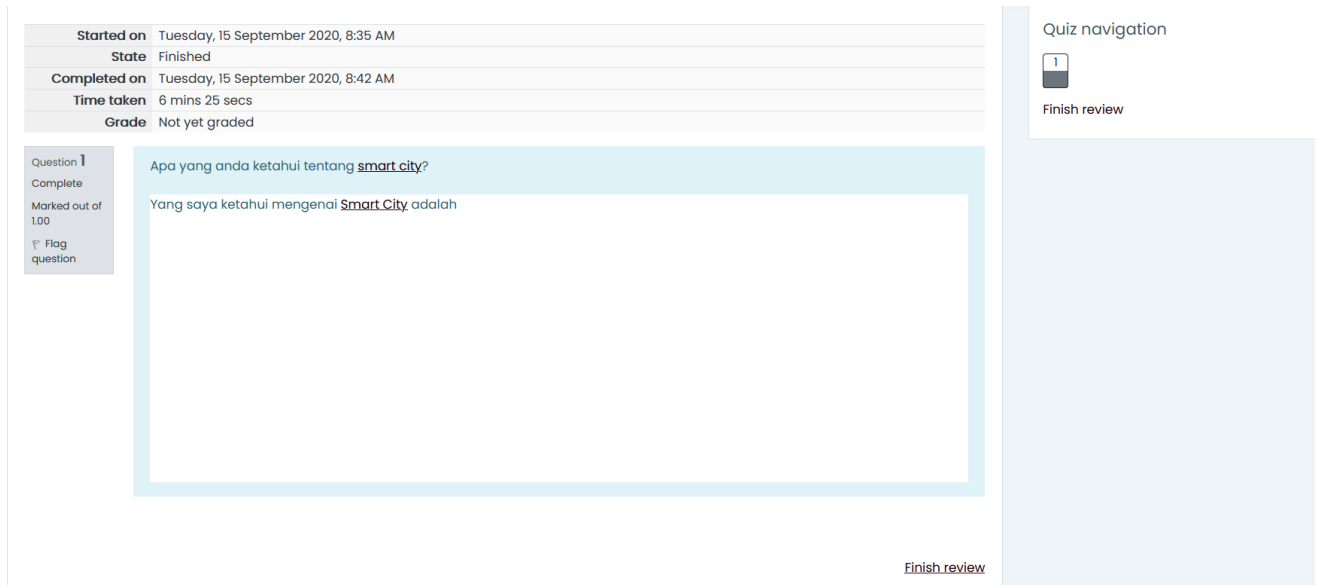 Started on Tuesday, 15 September 2020, 8:35 AM
State Finished
Completed on Tuesday, 15 September 2020, 8:42 AM
Time taken 6 mins 25 secs
Grade Not yet graded
Question 1
Complete
Marked out of
1.00
Flag
question
Apa yang anda ketahui tentang smart city?
Yang saya ketahui mengenai Smart City adalah
Finish review
Quiz navigation
1
Finish review